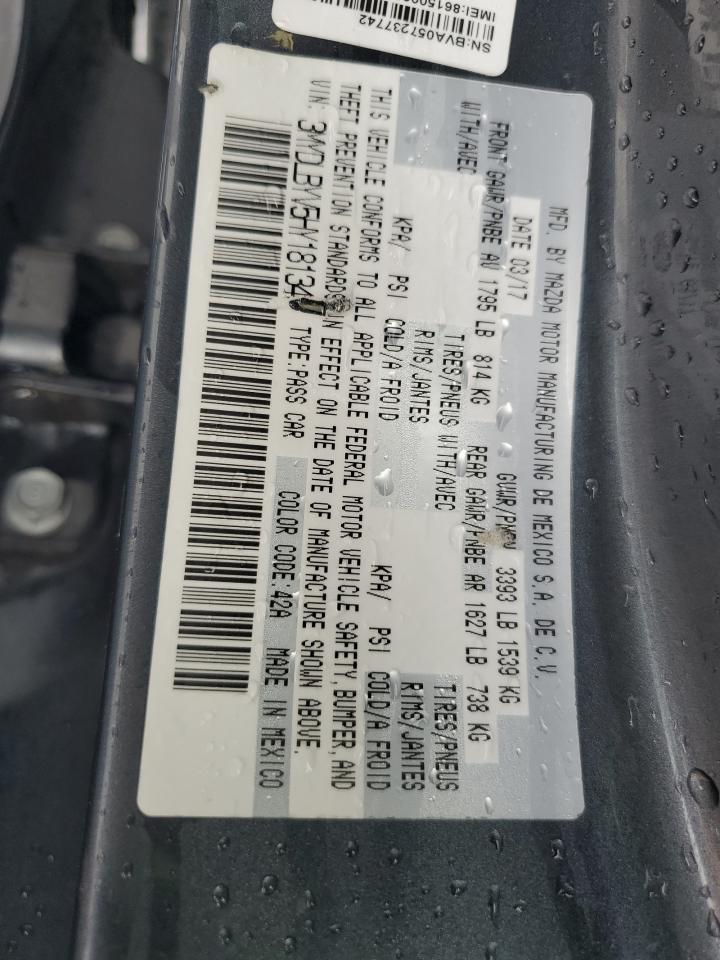 SN:BVA057237742
MFD. BY MAZDA MOTOR MANUFACTURING DE MEXICO S.A. DE C.V.
DATE 03/17 GVWR/PNBV 3393 LB 1539 KG
FRONT GAWR/PNBE AV 1795 LB 814 KG REAR GAWR/PNBE AR 1627 LB 738 KG
WITH/AVEC TIRES/PNEUS WITH/AVEC TIRES/PNEUS
RIMS/JANTES RIMS/JANTES
KPA/ PSI COLD/A FROID KPA/ PSI COLD/A FROID
THIS VEHICLE CONFORMS TO ALL APPLICABLE FEDERAL MOTOR VEHICLE SAFETY, BUMPER, AND
THEFT PREVENTION STANDARDS IN EFFECT ON THE DATE OF MANUFACTURE SHOWN ABOVE.
VIN: 3MYDLBYV5HY18134 TYPE:PASS CAR COLOR CODE:42A MADE IN MEXICO